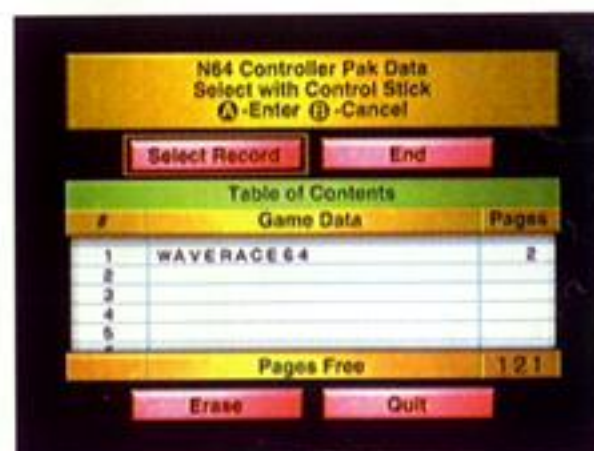 N64 Controller Pak Data
Select with Control Stick
Ⓐ-Enter Ⓑ-Cancel
Select Record End
Table of Contents
# Game Data Pages
1 WAVERACE64 2
2
3
4
5
Pages Free 121
Erase Quit